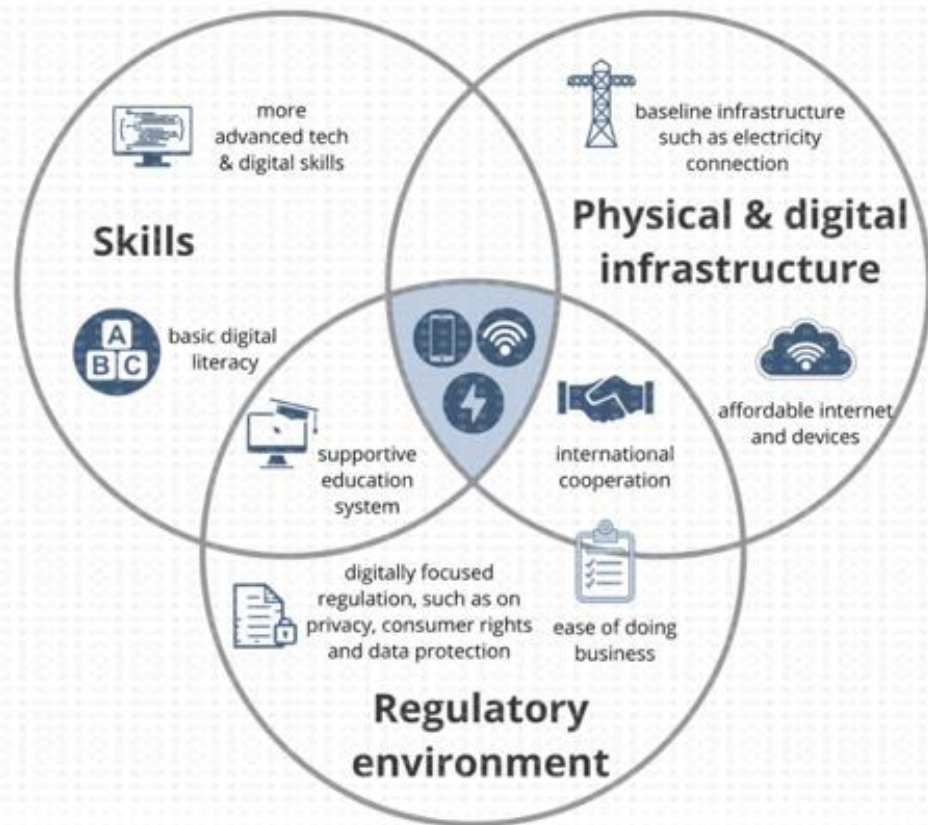 more
advanced tech
& digital skills
baseline infrastructure
such as electricity
connection
Skills
Physical & digital
infrastructure
A
B C
basic digital
literacy
affordable internet
and devices
supportive
education
system
international
cooperation
digitally focused
regulation, such as on
privacy, consumer rights
and data protection
ease of doing
business
Regulatory
environment